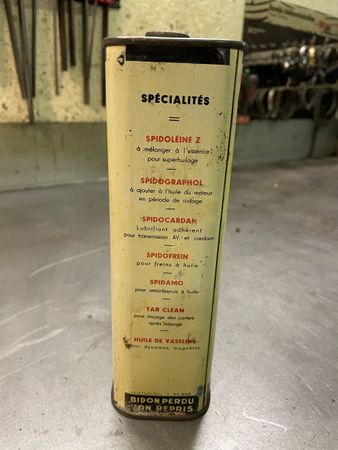 SPÉCIALITÉS
SPIDOLÉINE Z
à mélanger à l'essence
pour superhuilage
SPIDOGRAPHOL
à ajouter à l'huile du moteur
en période de rodage
SPIDOCARDAN
Lubrifiant adhérent
pour transmission AV et cardans
SPIDOFREIN
pour freins à huile
SPIDAMO
pour amortisseurs à huile
TAR CLEAN
pour rinçage des carters
après vidange
HUILE DE VASELINE
pour dynamos, magnétos
BIDON PERDU
NON REPRIS